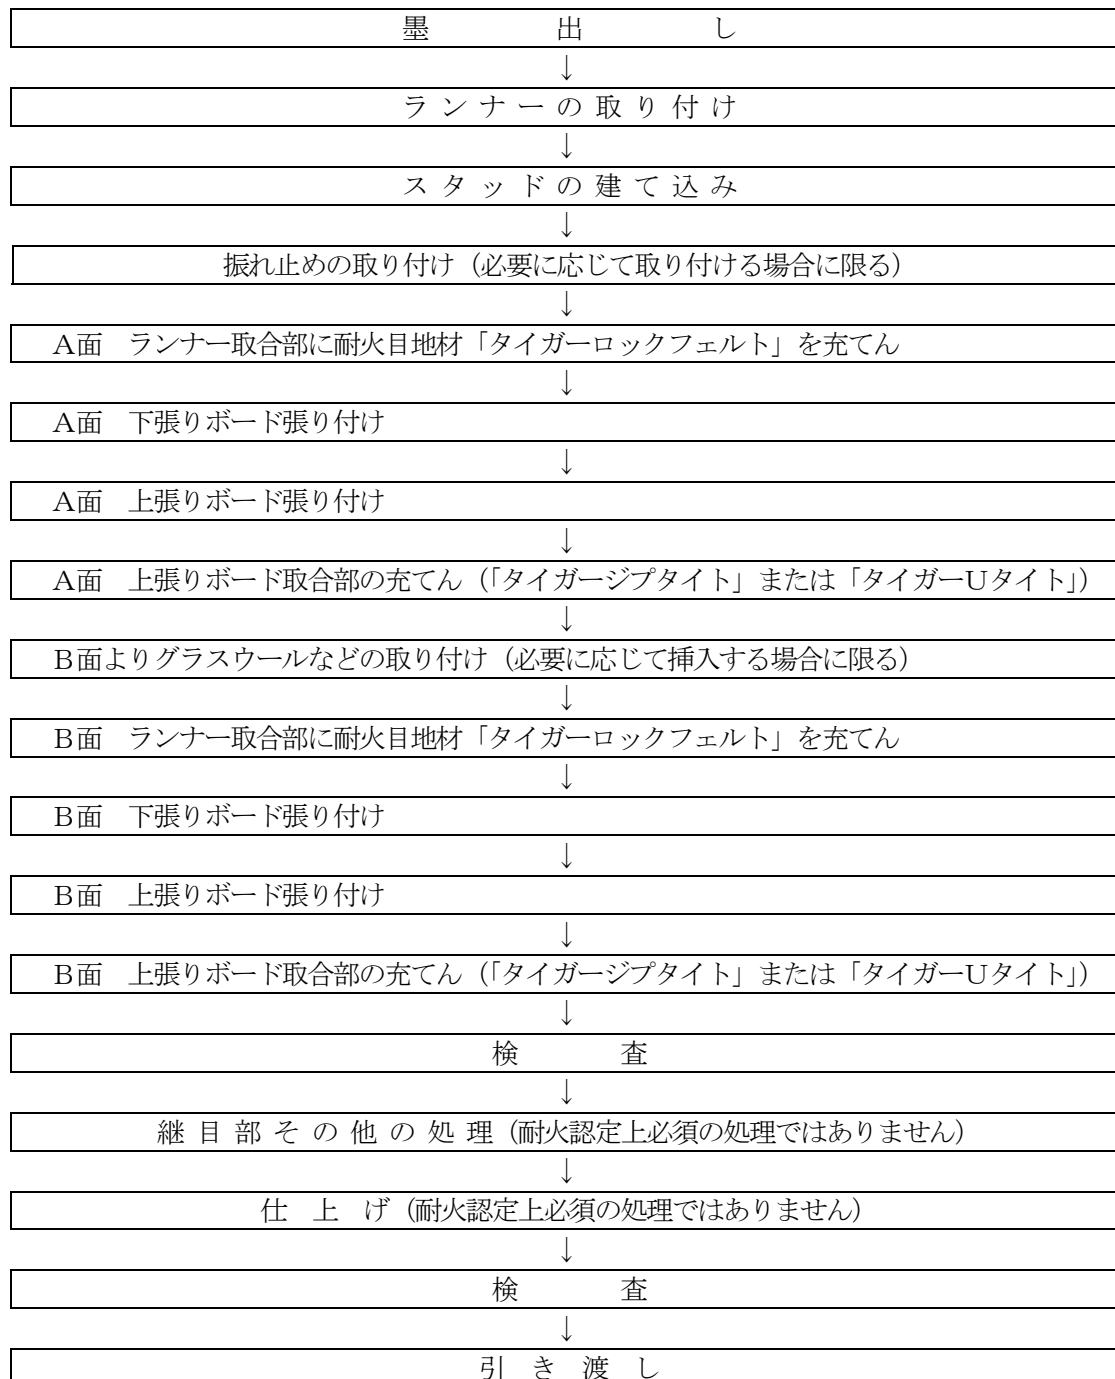 墨出し
↓
ランナーの取り付け
↓
スタッドの建て込み
↓
振れ止めの取り付け（必要に応じて取り付ける場合に限る）
↓
A面　ランナー取合部に耐火目地材「タイガーロックフェルト」を充てん
↓
A面　下張りボード張り付け
↓
A面　上張りボード張り付け
↓
A面　上張りボード取合部の充てん（「タイガージプタイト」または「タイガーUタイト」）
↓
B面よりグラスウールなどの取り付け（必要に応じて挿入する場合に限る）
↓
B面　ランナー取合部に耐火目地材「タイガーロックフェルト」を充てん
↓
B面　下張りボード張り付け
↓
B面　上張りボード張り付け
↓
B面　上張りボード取合部の充てん（「タイガージプタイト」または「タイガーUタイト」）
↓
検査
↓
継目部その他の処理（耐火認定上必須の処理ではありません）
↓
仕上げ（耐火認定上必須の処理ではありません）
↓
検査
↓
引き渡し